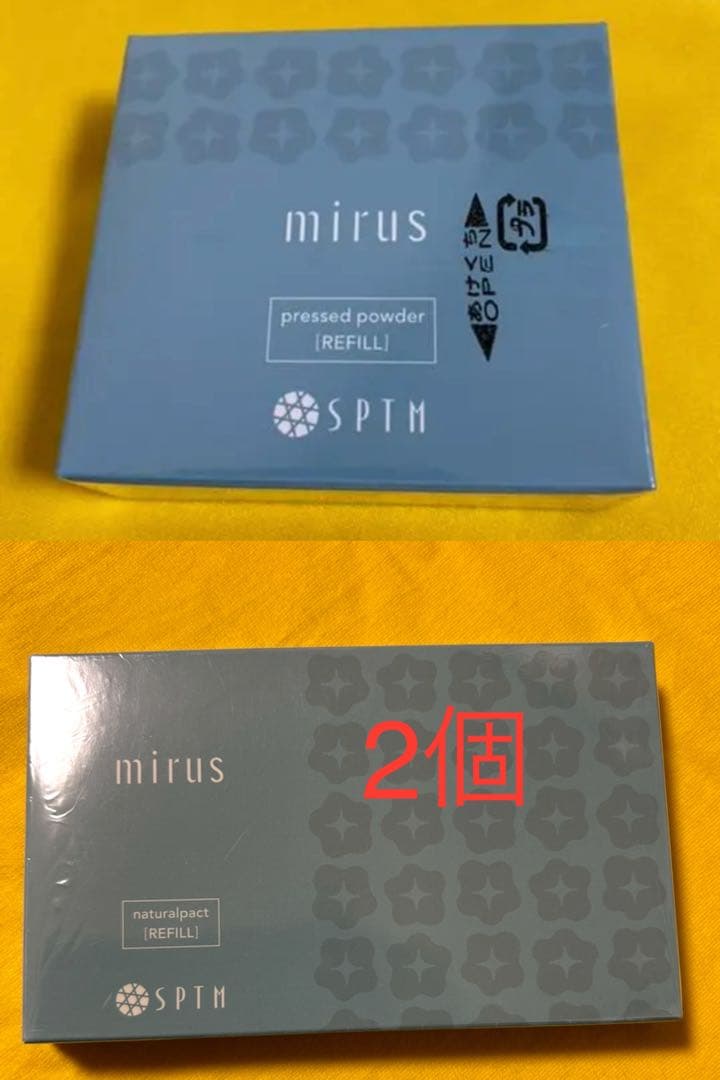 mirus
pressed powder
[REFILL]
SPTM
◀あけくち▶
◀OPEN▶
プラ
2個
mirus
naturalpact
[REFILL]
SPTM